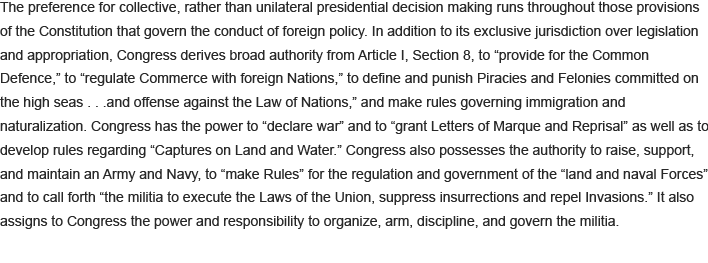 The preference for collective, rather than unilateral presidential decision making runs throughout those provisions
of the Constitution that govern the conduct of foreign policy. In addition to its exclusive jurisdiction over legislation
and appropriation, Congress derives broad authority from Article I, Section 8, to “provide for the Common
Defence,” to “regulate Commerce with foreign Nations,” to define and punish Piracies and Felonies committed on
the high seas . . .and offense against the Law of Nations,” and make rules governing immigration and
naturalization. Congress has the power to “declare war” and to “grant Letters of Marque and Reprisal” as well as to
develop rules regarding “Captures on Land and Water.” Congress also possesses the authority to raise, support,
and maintain an Army and Navy, to “make Rules” for the regulation and government of the “land and naval Forces”
and to call forth “the militia to execute the Laws of the Union, suppress insurrections and repel Invasions.” It also
assigns to Congress the power and responsibility to organize, arm, discipline, and govern the militia.